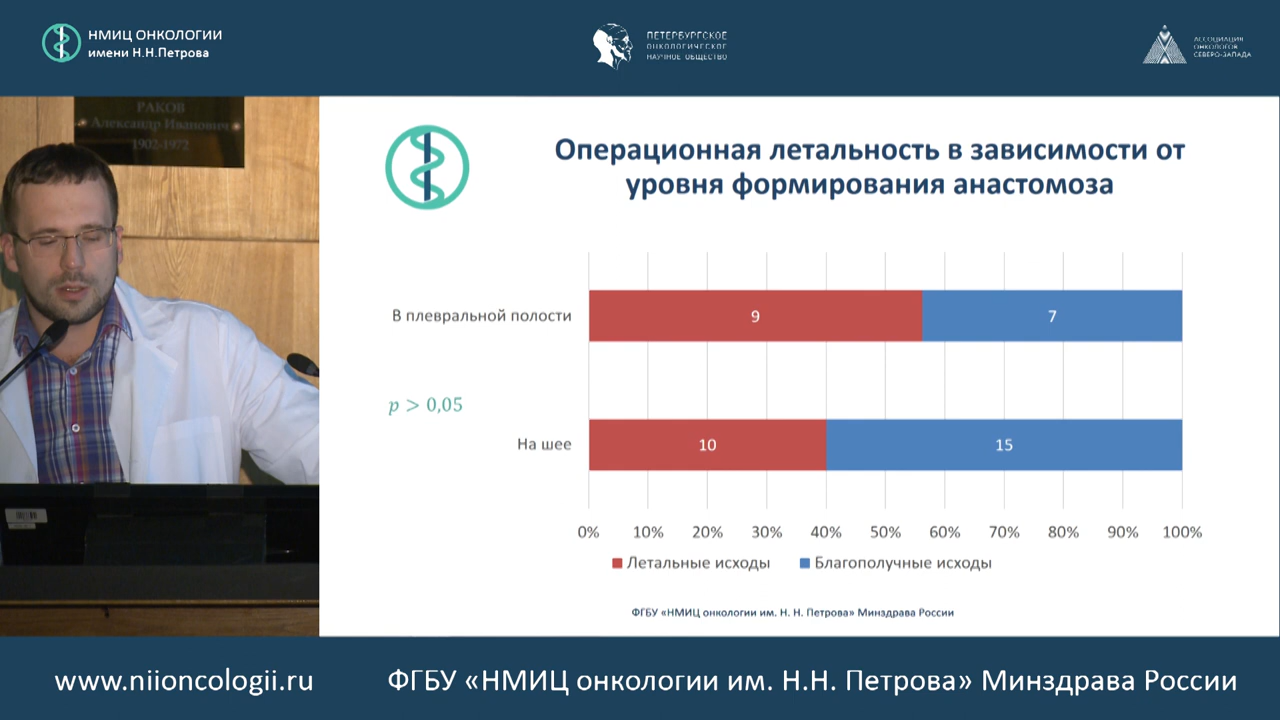 НМИЦ ОНКОЛОГИИ
имени Н.Н.Петрова
ПЕТЕРБУРГСКОЕ
ОНКОЛОГИЧЕСКОЕ
НАУЧНОЕ ОБЩЕСТВО
АССОЦИАЦИЯ
ОНКОЛОГОВ
СЕВЕРО-ЗАПАДА
РАКОВ
Александр Иванович
1902-1972
Операционная летальность в зависимости от
уровня формирования анастомоза
В плевральной полости
9
7
p > 0,05
На шее
10
15
0% 10% 20% 30% 40% 50% 60% 70% 80% 90% 100%
Летальные исходы
Благополучные исходы
ФГБУ «НМИЦ онкологии им. Н. Н. Петрова» Минздрава России
www.niioncologii.ru
ФГБУ «НМИЦ онкологии им. Н.Н. Петрова» Минздрава России